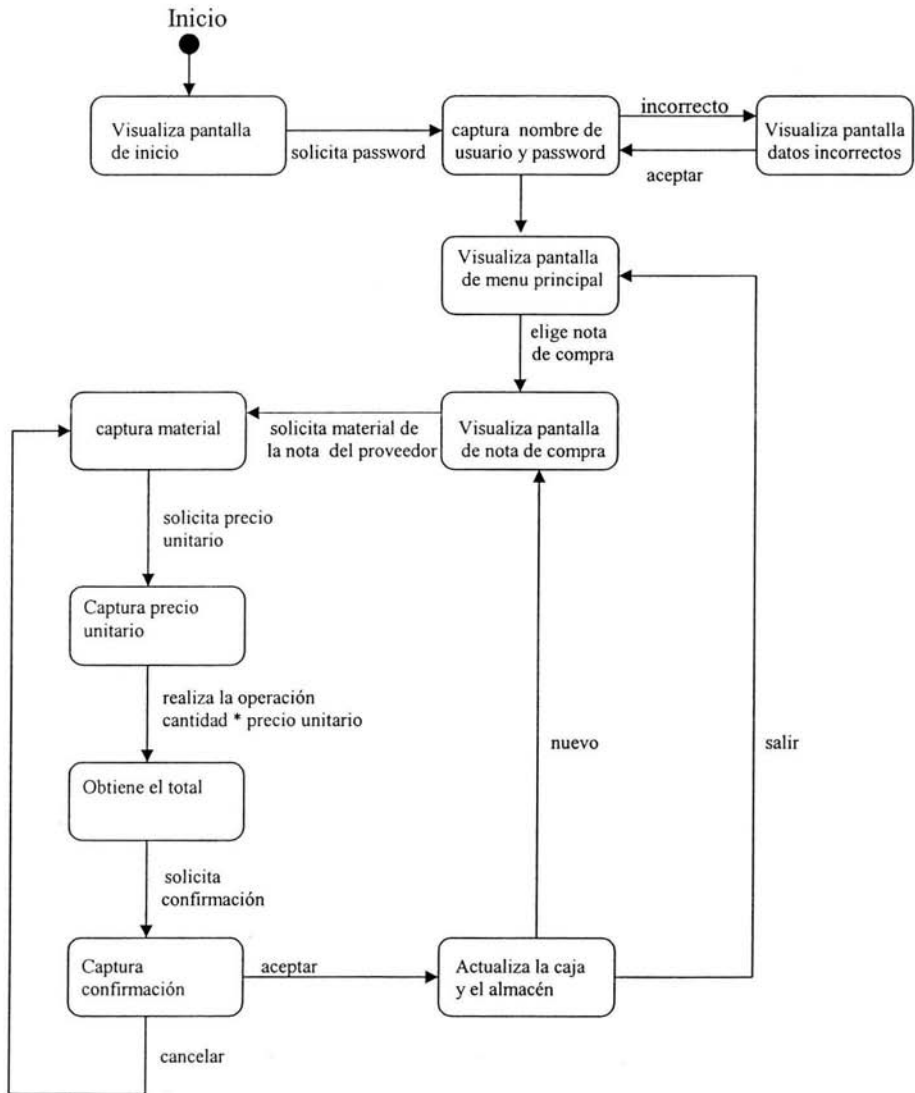 Inicio
Visualiza pantalla
de inicio
solicita password
captura nombre de
usuario y password
incorrecto
aceptar
Visualiza pantalla
datos incorrectos
Visualiza pantalla
de menu principal
elige nota
de compra
Visualiza pantalla
de nota de compra
solicita material de
la nota del proveedor
captura material
solicita precio
unitario
Captura precio
unitario
realiza la operación
cantidad * precio unitario
Obtiene el total
solicita
confirmación
Captura
confirmación
aceptar
Actualiza la caja
y el almacén
nuevo
salir
cancelar